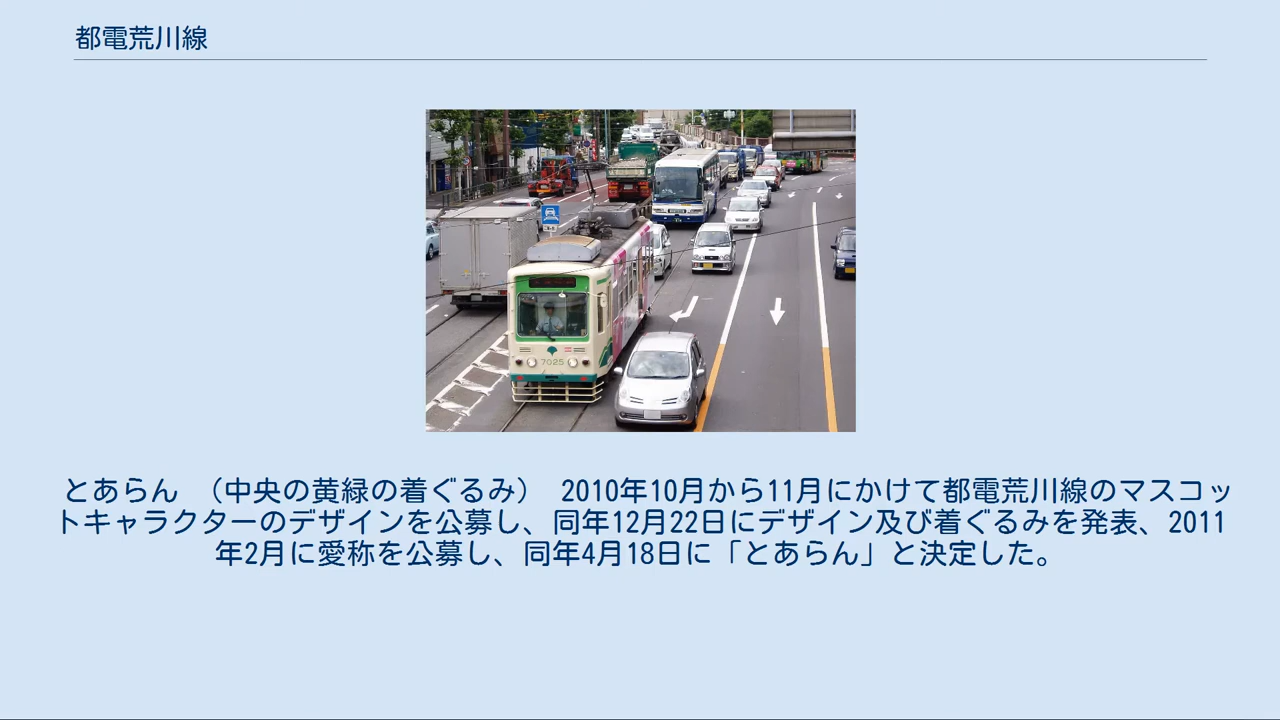 都電荒川線
7025
とあらん （中央の黄緑の着ぐるみ） 2010年10月から11月にかけて都電荒川線のマスコッ
トキャラクターのデザインを公募し、同年12月22日にデザイン及び着ぐるみを発表、2011
年2月に愛称を公募し、同年4月18日に「とあらん」と決定した。